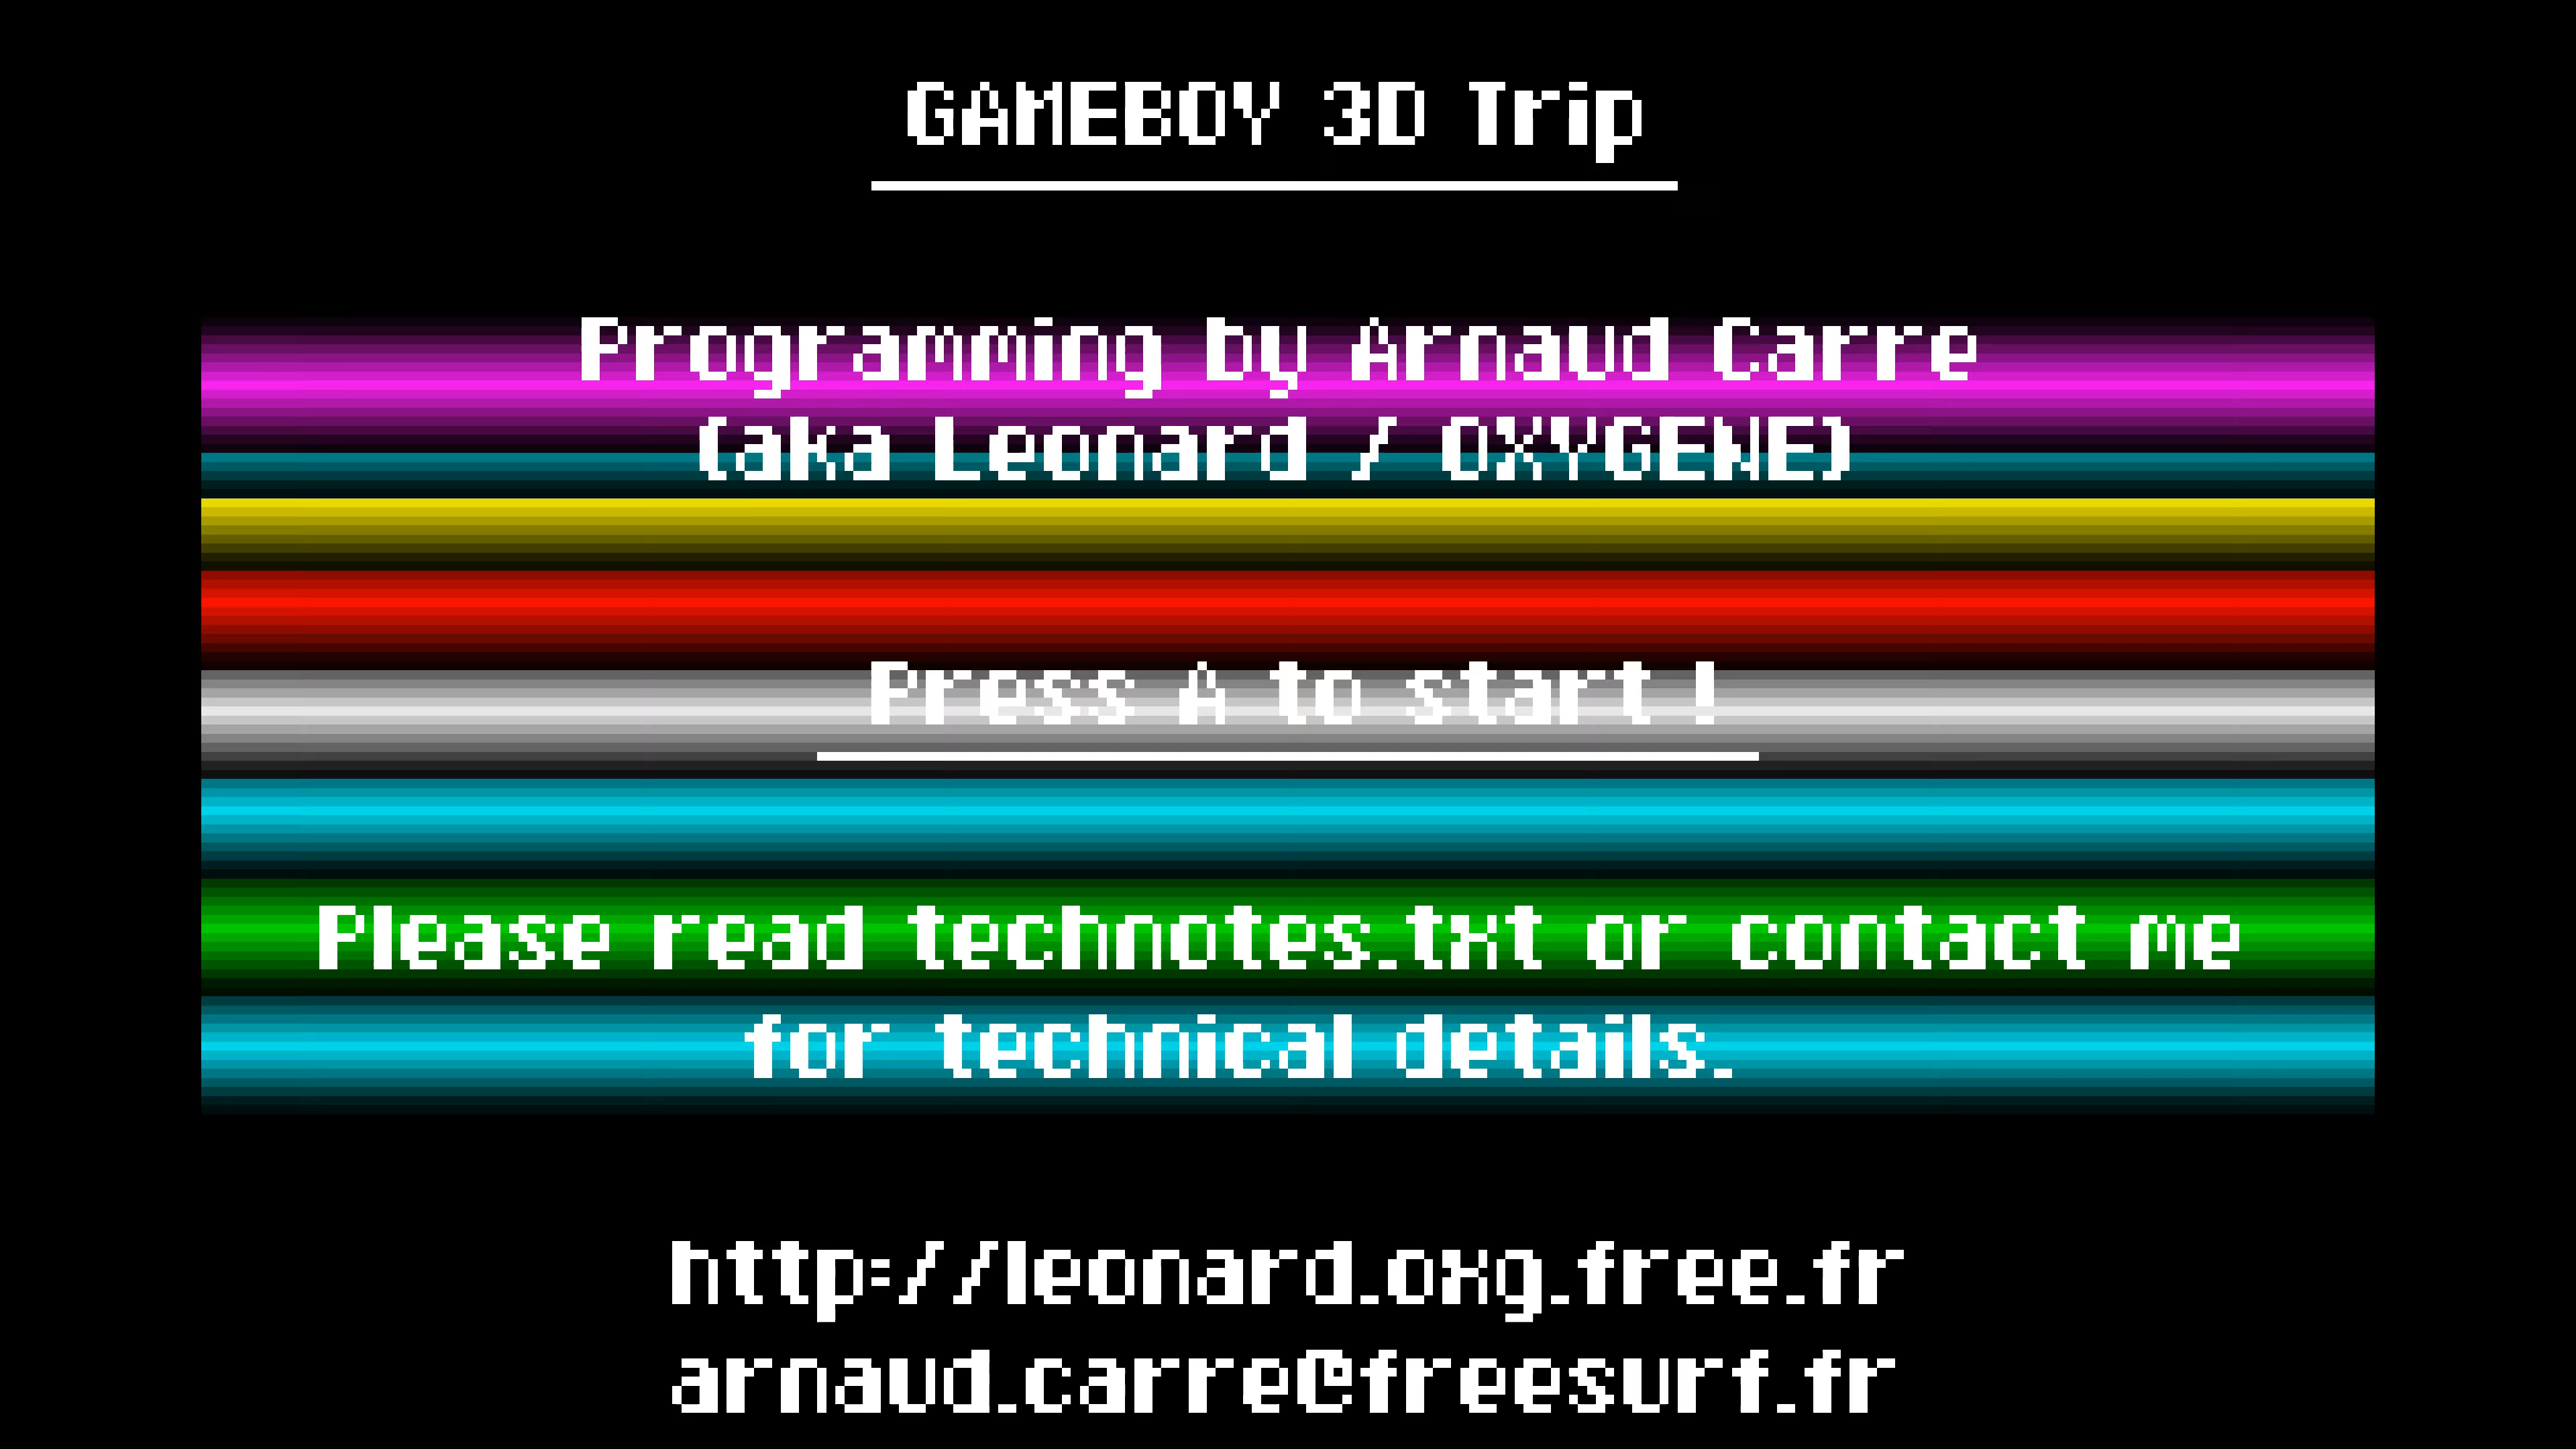 GAMEBOY 3D Trip
Programming by Arnaud Carre
(aka Leonard / OXYGENE)
Press A to start !
Please read technotes.txt or contact me
for technical details.
http://leonard.oxg.free.fr
arnaud.carre@freesurf.fr